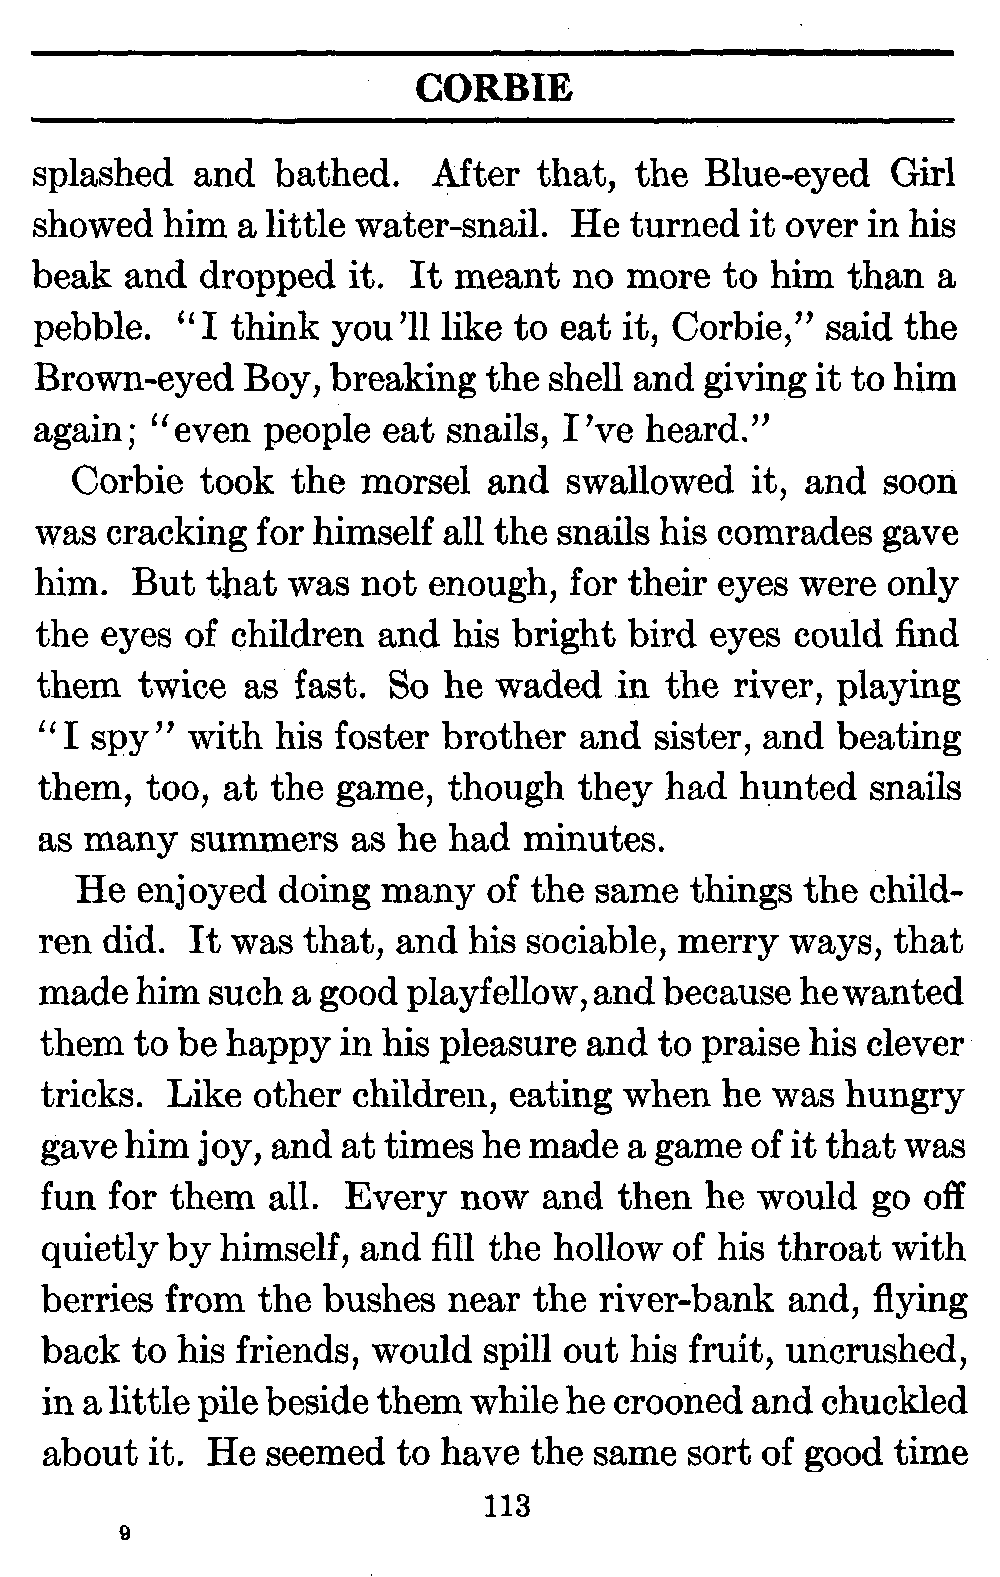 CORBIE
splashed and bathed. After that, the Blue-eyed Girl
showed him a little water-snail. He turned it over in his
beak and dropped it. It meant no more to him than a
pebble. “I think you’ll like to eat it, Corbie,” said the
Brown-eyed Boy, breaking the shell and giving it to him
again; “even people eat snails, I’ve heard.”
Corbie took the morsel and swallowed it, and soon
was cracking for himself all the snails his comrades gave
him. But that was not enough, for their eyes were only
the eyes of children and his bright bird eyes could find
them twice as fast. So he waded in the river, playing
“I spy” with his foster brother and sister, and beating
them, too, at the game, though they had hunted snails
as many summers as he had minutes.
He enjoyed doing many of the same things the child-
ren did. It was that, and his sociable, merry ways, that
made him such a good playfellow, and because he wanted
them to be happy in his pleasure and to praise his clever
tricks. Like other children, eating when he was hungry
gave him joy, and at times he made a game of it that was
fun for them all. Every now and then he would go off
quietly by himself, and fill the hollow of his throat with
berries from the bushes near the river-bank and, flying
back to his friends, would spill out his fruit, uncrushed,
in a little pile beside them while he crooned and chuckled
about it. He seemed to have the same sort of good time
113
9